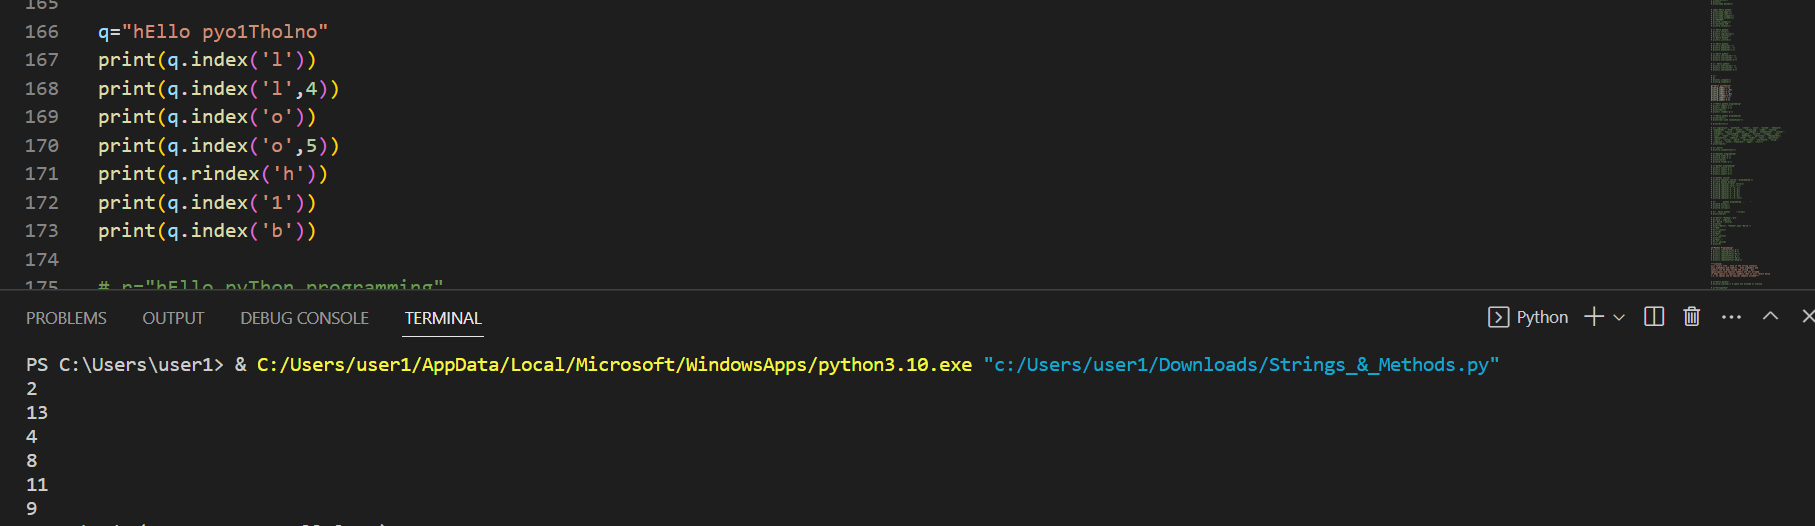 165
166 q="hEllo pyo1Tholno"
167 print(q.index('l'))
168 print(q.index('l',4))
169 print(q.index('o'))
170 print(q.index('o',5))
171 print(q.rindex('h'))
172 print(q.index('1'))
173 print(q.index('b'))
174
175 # r="hEllo pyThon programming"
PROBLEMS OUTPUT DEBUG CONSOLE TERMINAL Python
PS C:\Users\user1> & C:/Users/user1/AppData/Local/Microsoft/WindowsApps/python3.10.exe "c:/Users/user1/Downloads/Strings_&_Methods.py"
2
13
4
8
11
9